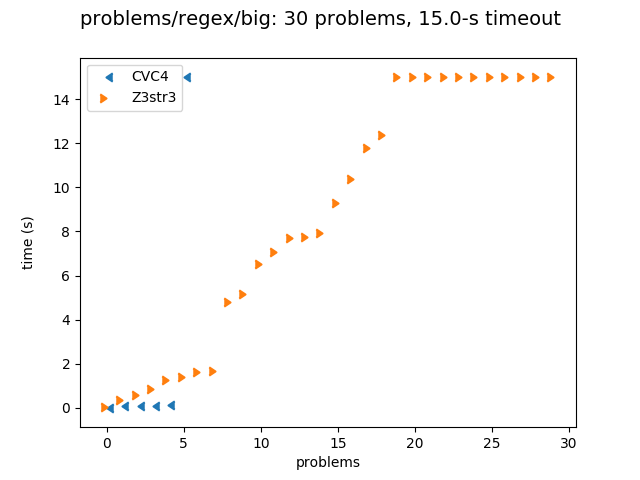 problems/regex/big: 30 problems, 15.0-s timeout
CVC4
Z3str3
14
12
10
8
6
4
2
0
time (s)
0 5 10 15 20 25 30
problems